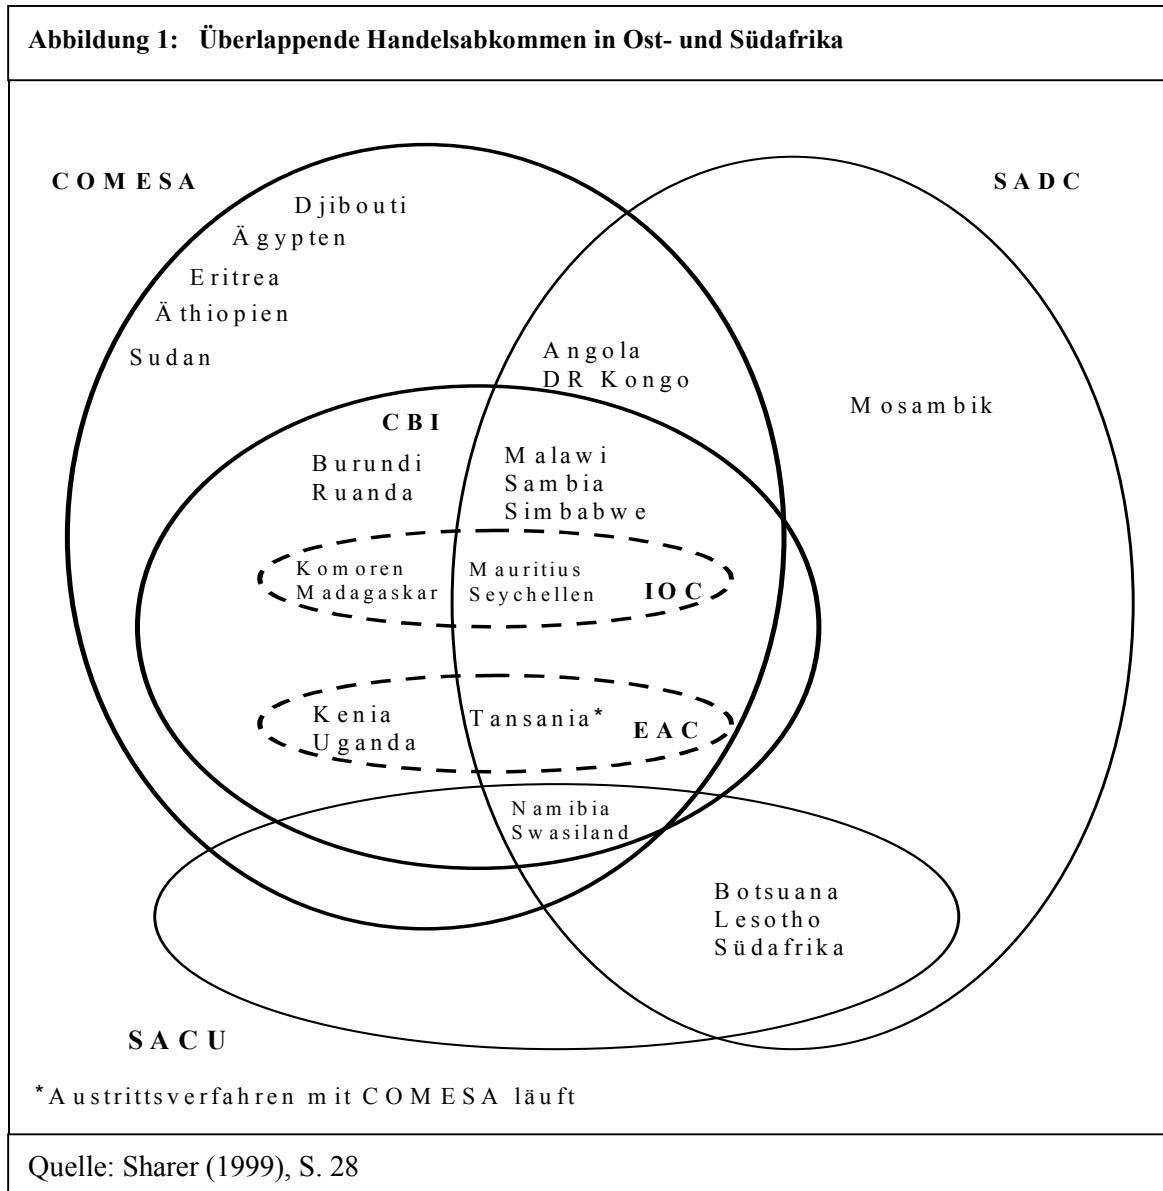 Abbildung 1: Überlappende Handelsabkommen in Ost- und Südafrika
COMESA
SADC
Djibouti
Ägypten
Eritrea
Äthiopien
Sudan
Angola
DR Kongo
Mosambik
CBI
Burundi
Ruanda
Malawi
Sambia
Simbabwe
Komoren
Madagaskar
Mauritius
Seychellen
IOC
Kenia
Uganda
Tansania*
EAC
Namibia
Swasiland
Botsuana
Lesotho
Südafrika
SACU
*Austrittsverfahren mit COMESA läuft
Quelle: Sharer (1999), S. 28